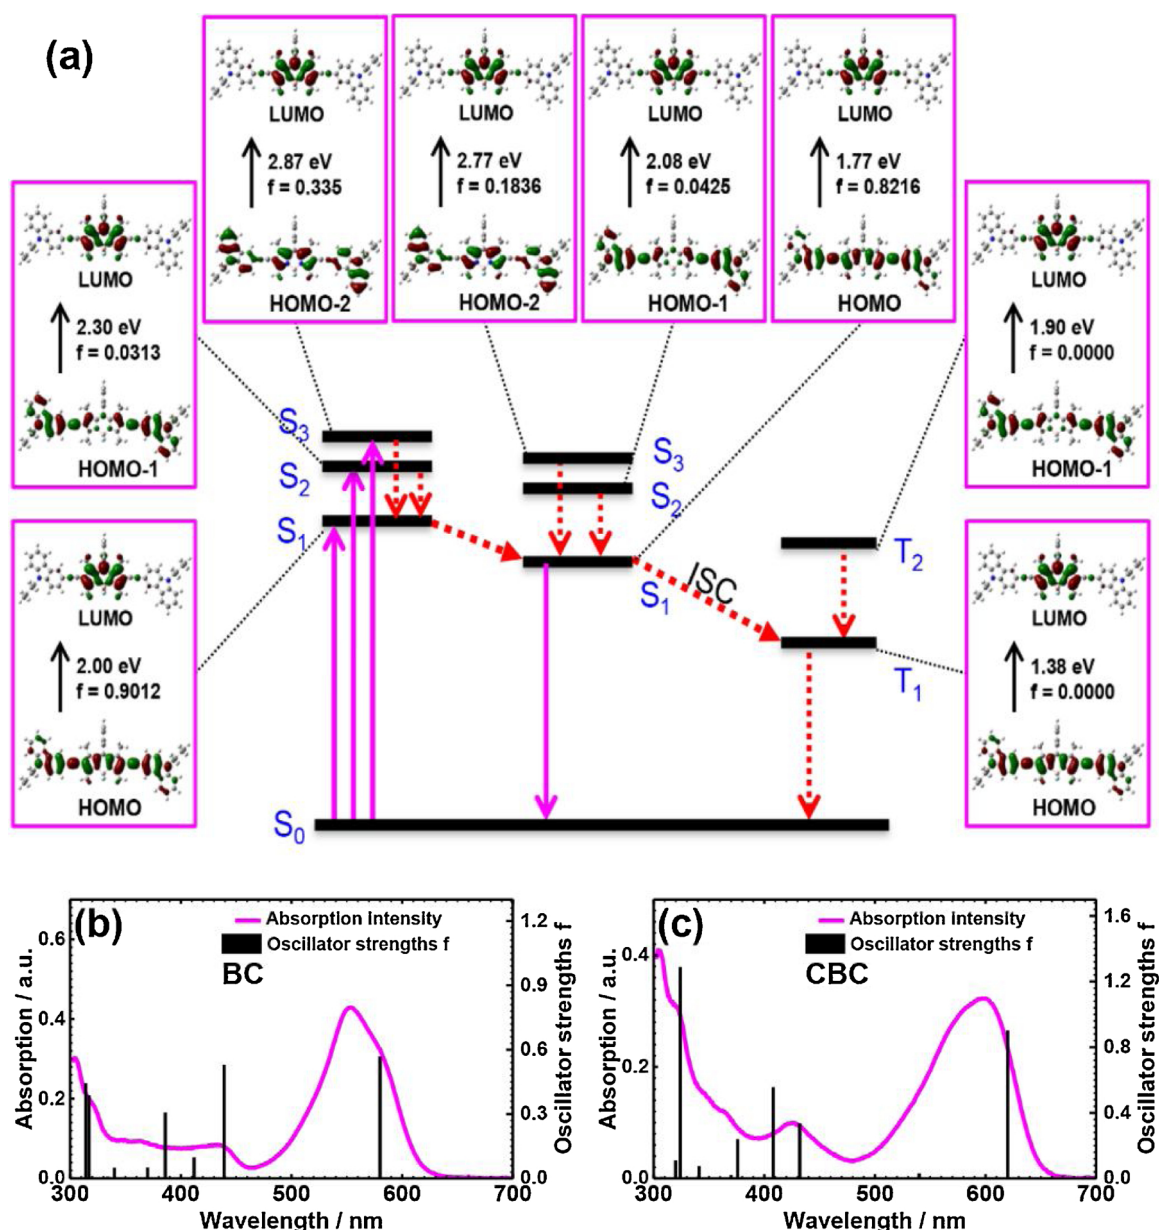 (a)
LUMO
2.87 eV
f = 0.335
HOMO-2
LUMO
2.77 eV
f = 0.1836
HOMO-2
LUMO
2.08 eV
f = 0.0425
HOMO-1
LUMO
1.77 eV
f = 0.8216
HOMO
LUMO
2.30 eV
f = 0.0313
HOMO-1
LUMO
1.90 eV
f = 0.0000
HOMO-1
LUMO
2.00 eV
f = 0.9012
HOMO
LUMO
1.38 eV
f = 0.0000
HOMO
S3
S2
S1
S3
S2
S1
ISC
T2
T1
S0
(b)
Absorption intensity
Oscillator strengths f
BC
Absorption / a.u.
0.6
0.4
0.2
0.0
1.2
0.9
0.6
0.3
0.0
Oscillator strengths f
300 400 500 600 700
Wavelength / nm
(c)
Absorption intensity
Oscillator strengths f
CBC
Absorption / a.u.
0.4
0.2
0.0
1.6
1.2
0.8
0.4
0.0
Oscillator strengths f
300 400 500 600 700
Wavelength / nm